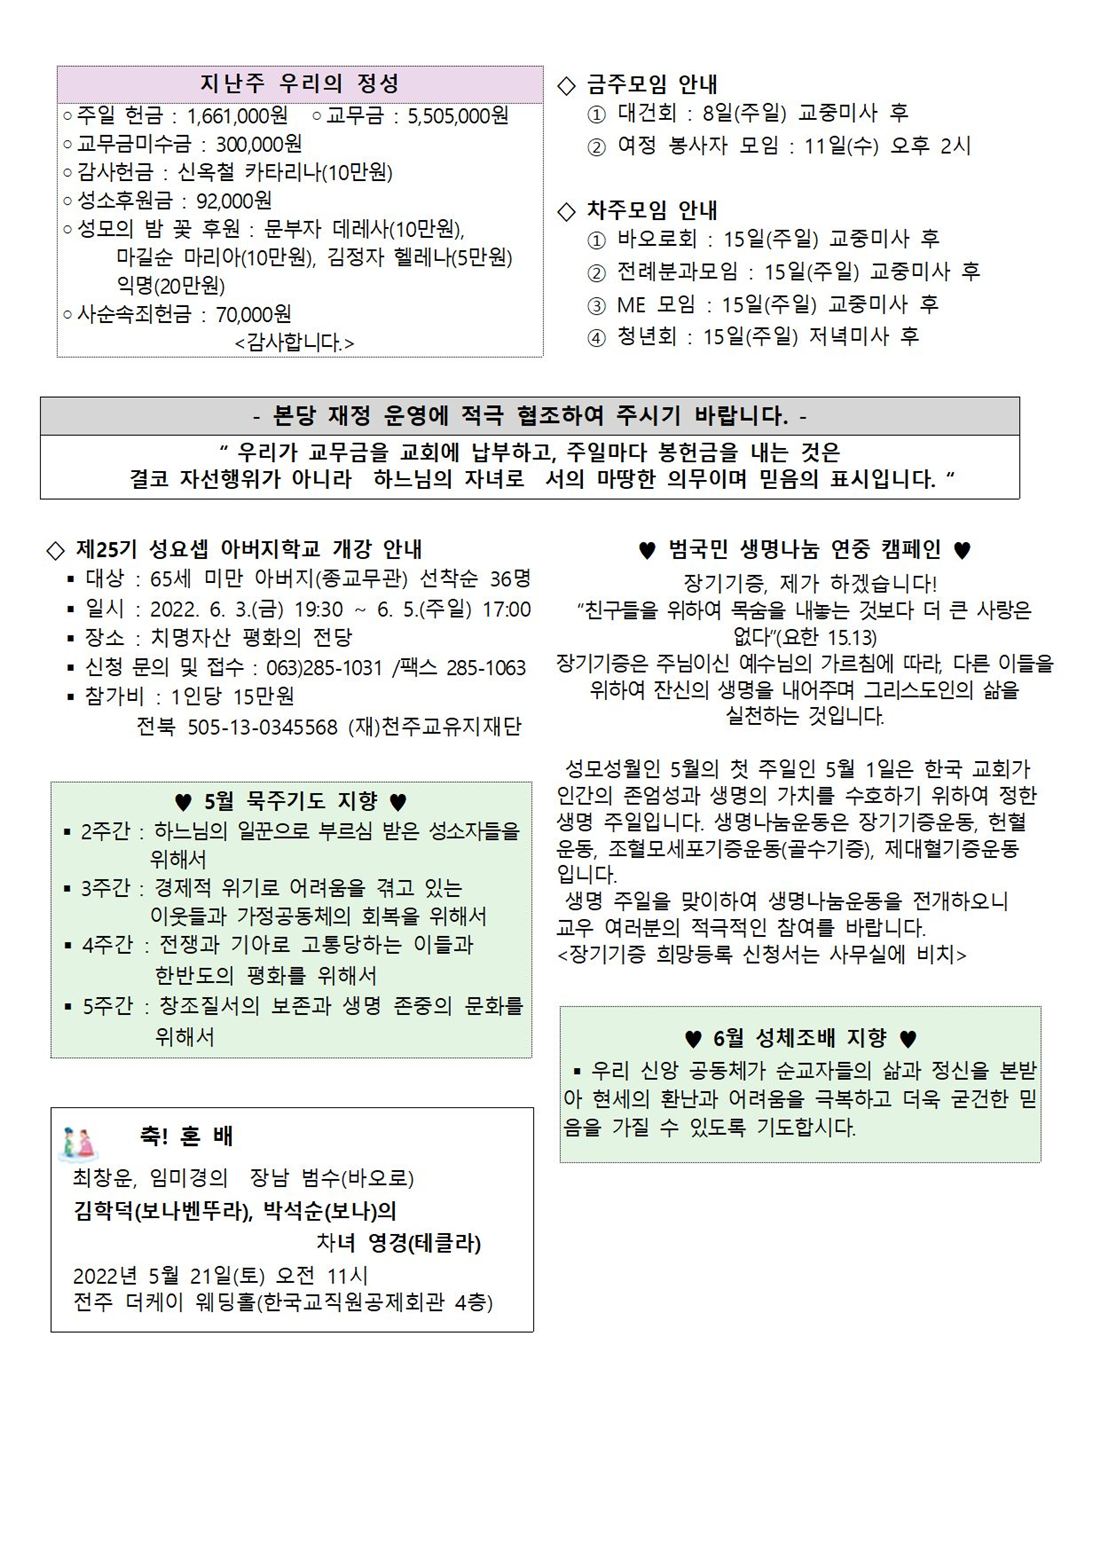 지난주 우리의 정성
○ 주일 헌금 : 1,661,000원 ○ 교무금 : 5,505,000원
○ 교무금미수금 : 300,000원
○ 감사헌금 : 신옥철 카타리나(10만원)
○ 성소후원금 : 92,000원
○ 성모의 밤 꽃 후원 : 문부자 데레사(10만원),
마길순 마리아(10만원), 김정자 헬레나(5만원)
익명(20만원)
○ 사순속죄헌금 : 70,000원
<감사합니다.>
◇ 금주모임 안내
① 대건회 : 8일(주일) 교중미사 후
② 여정 봉사자 모임 : 11일(수) 오후 2시
◇ 차주모임 안내
① 바오로회 : 15일(주일) 교중미사 후
② 전례분과모임 : 15일(주일) 교중미사 후
③ ME 모임 : 15일(주일) 교중미사 후
④ 청년회 : 15일(주일) 저녁미사 후
- 본당 재정 운영에 적극 협조하여 주시기 바랍니다. -
“ 우리가 교무금을 교회에 납부하고, 주일마다 봉헌금을 내는 것은
결코 자선행위가 아니라 하느님의 자녀로 서의 마땅한 의무이며 믿음의 표시입니다. “
◇ 제25기 성요셉 아버지학교 개강 안내
▪ 대상 : 65세 미만 아버지(종교무관) 선착순 36명
▪ 일시 : 2022. 6. 3.(금) 19:30 ~ 6. 5.(주일) 17:00
▪ 장소 : 치명자산 평화의 전당
▪ 신청 문의 및 접수 : 063)285-1031 /팩스 285-1063
▪ 참가비 : 1인당 15만원
전북 505-13-0345568 (재)천주교유지재단
♥ 5월 묵주기도 지향 ♥
▪ 2주간 : 하느님의 일꾼으로 부르심 받은 성소자들을
위해서
▪ 3주간 : 경제적 위기로 어려움을 겪고 있는
이웃들과 가정공동체의 회복을 위해서
▪ 4주간 : 전쟁과 기아로 고통당하는 이들과
한반도의 평화를 위해서
▪ 5주간 : 창조질서의 보존과 생명 존중의 문화를
위해서
축! 혼 배
최창운, 임미경의 장남 범수(바오로)
김학덕(보나벤뚜라), 박석순(보나)의
차녀 영경(테클라)
2022년 5월 21일(토) 오전 11시
전주 더케이 웨딩홀(한국교직원공제회관 4층)
♥ 범국민 생명나눔 연중 캠페인 ♥
장기기증, 제가 하겠습니다!
“친구들을 위하여 목숨을 내놓는 것보다 더 큰 사랑은
없다”(요한 15.13)
장기기증은 주님이신 예수님의 가르침에 따라, 다른 이들을
위하여 잔신의 생명을 내어주며 그리스도인의 삶을
실천하는 것입니다.
성모성월인 5월의 첫 주일인 5월 1일은 한국 교회가
인간의 존엄성과 생명의 가치를 수호하기 위하여 정한
생명 주일입니다. 생명나눔운동은 장기기증운동, 헌혈
운동, 조혈모세포기증운동(골수기증), 제대혈기증운동
입니다.
생명 주일을 맞이하여 생명나눔운동을 전개하오니
교우 여러분의 적극적인 참여를 바랍니다.
<장기기증 희망등록 신청서는 사무실에 비치>
♥ 6월 성체조배 지향 ♥
▪ 우리 신앙 공동체가 순교자들의 삶과 정신을 본받
아 현세의 환난과 어려움을 극복하고 더욱 굳건한 믿
음을 가질 수 있도록 기도합시다.